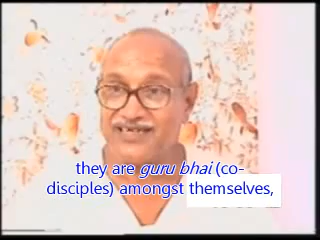 they are guru bhai (co-
disciples) amongst themselves,